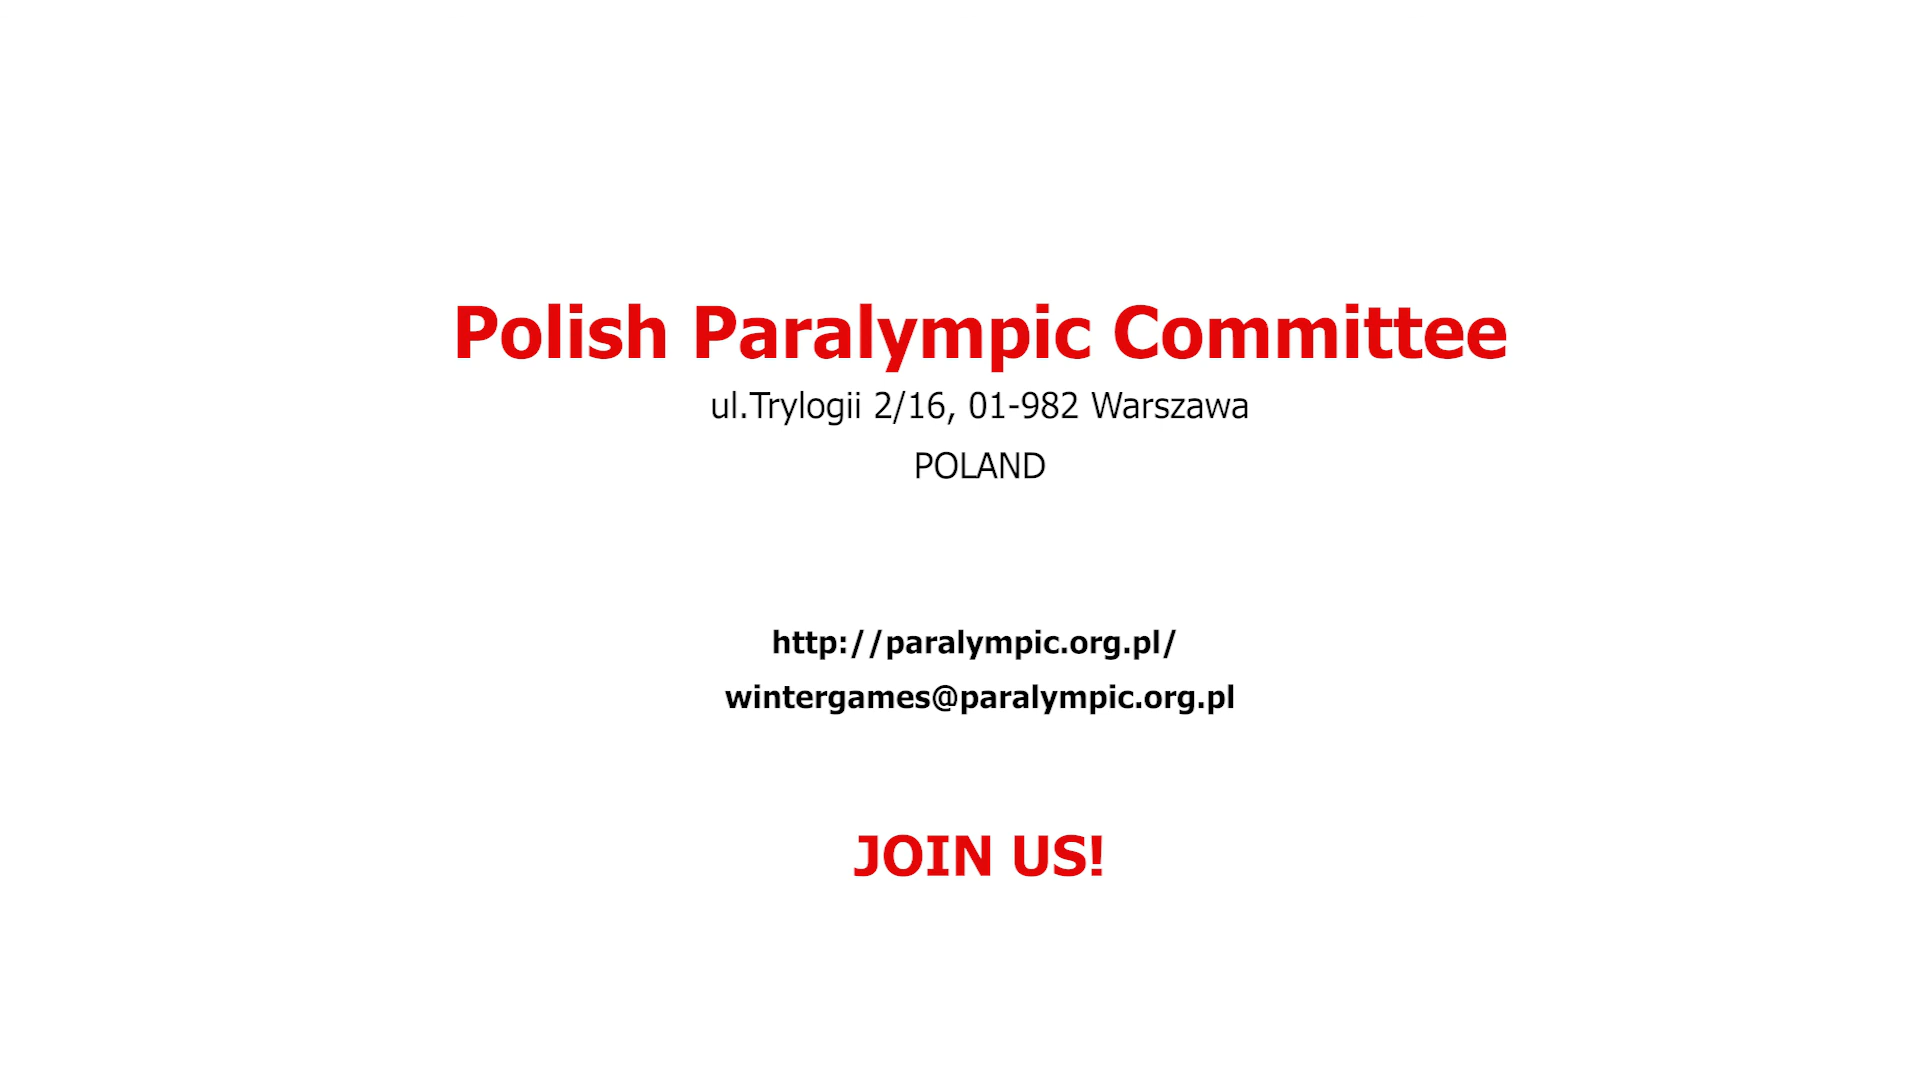 Polish Paralympic Committee
ul.Trylogii 2/16, 01-982 Warszawa
POLAND
http://paralympic.org.pl/
wintergames@paralympic.org.pl
JOIN US!